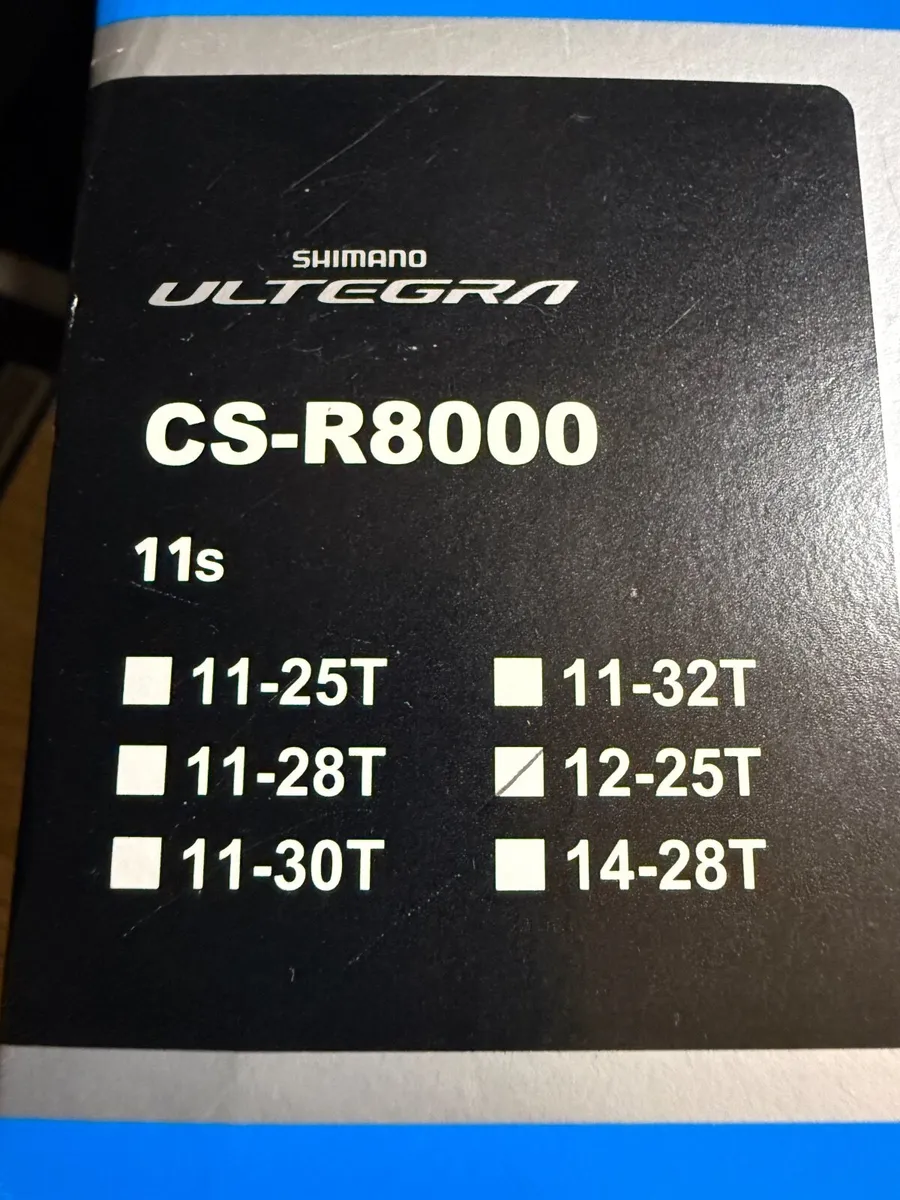 SHIMANO
ULTEGRA
CS-R8000
11s
11-25T
11-32T
11-28T
12-25T
11-30T
14-28T